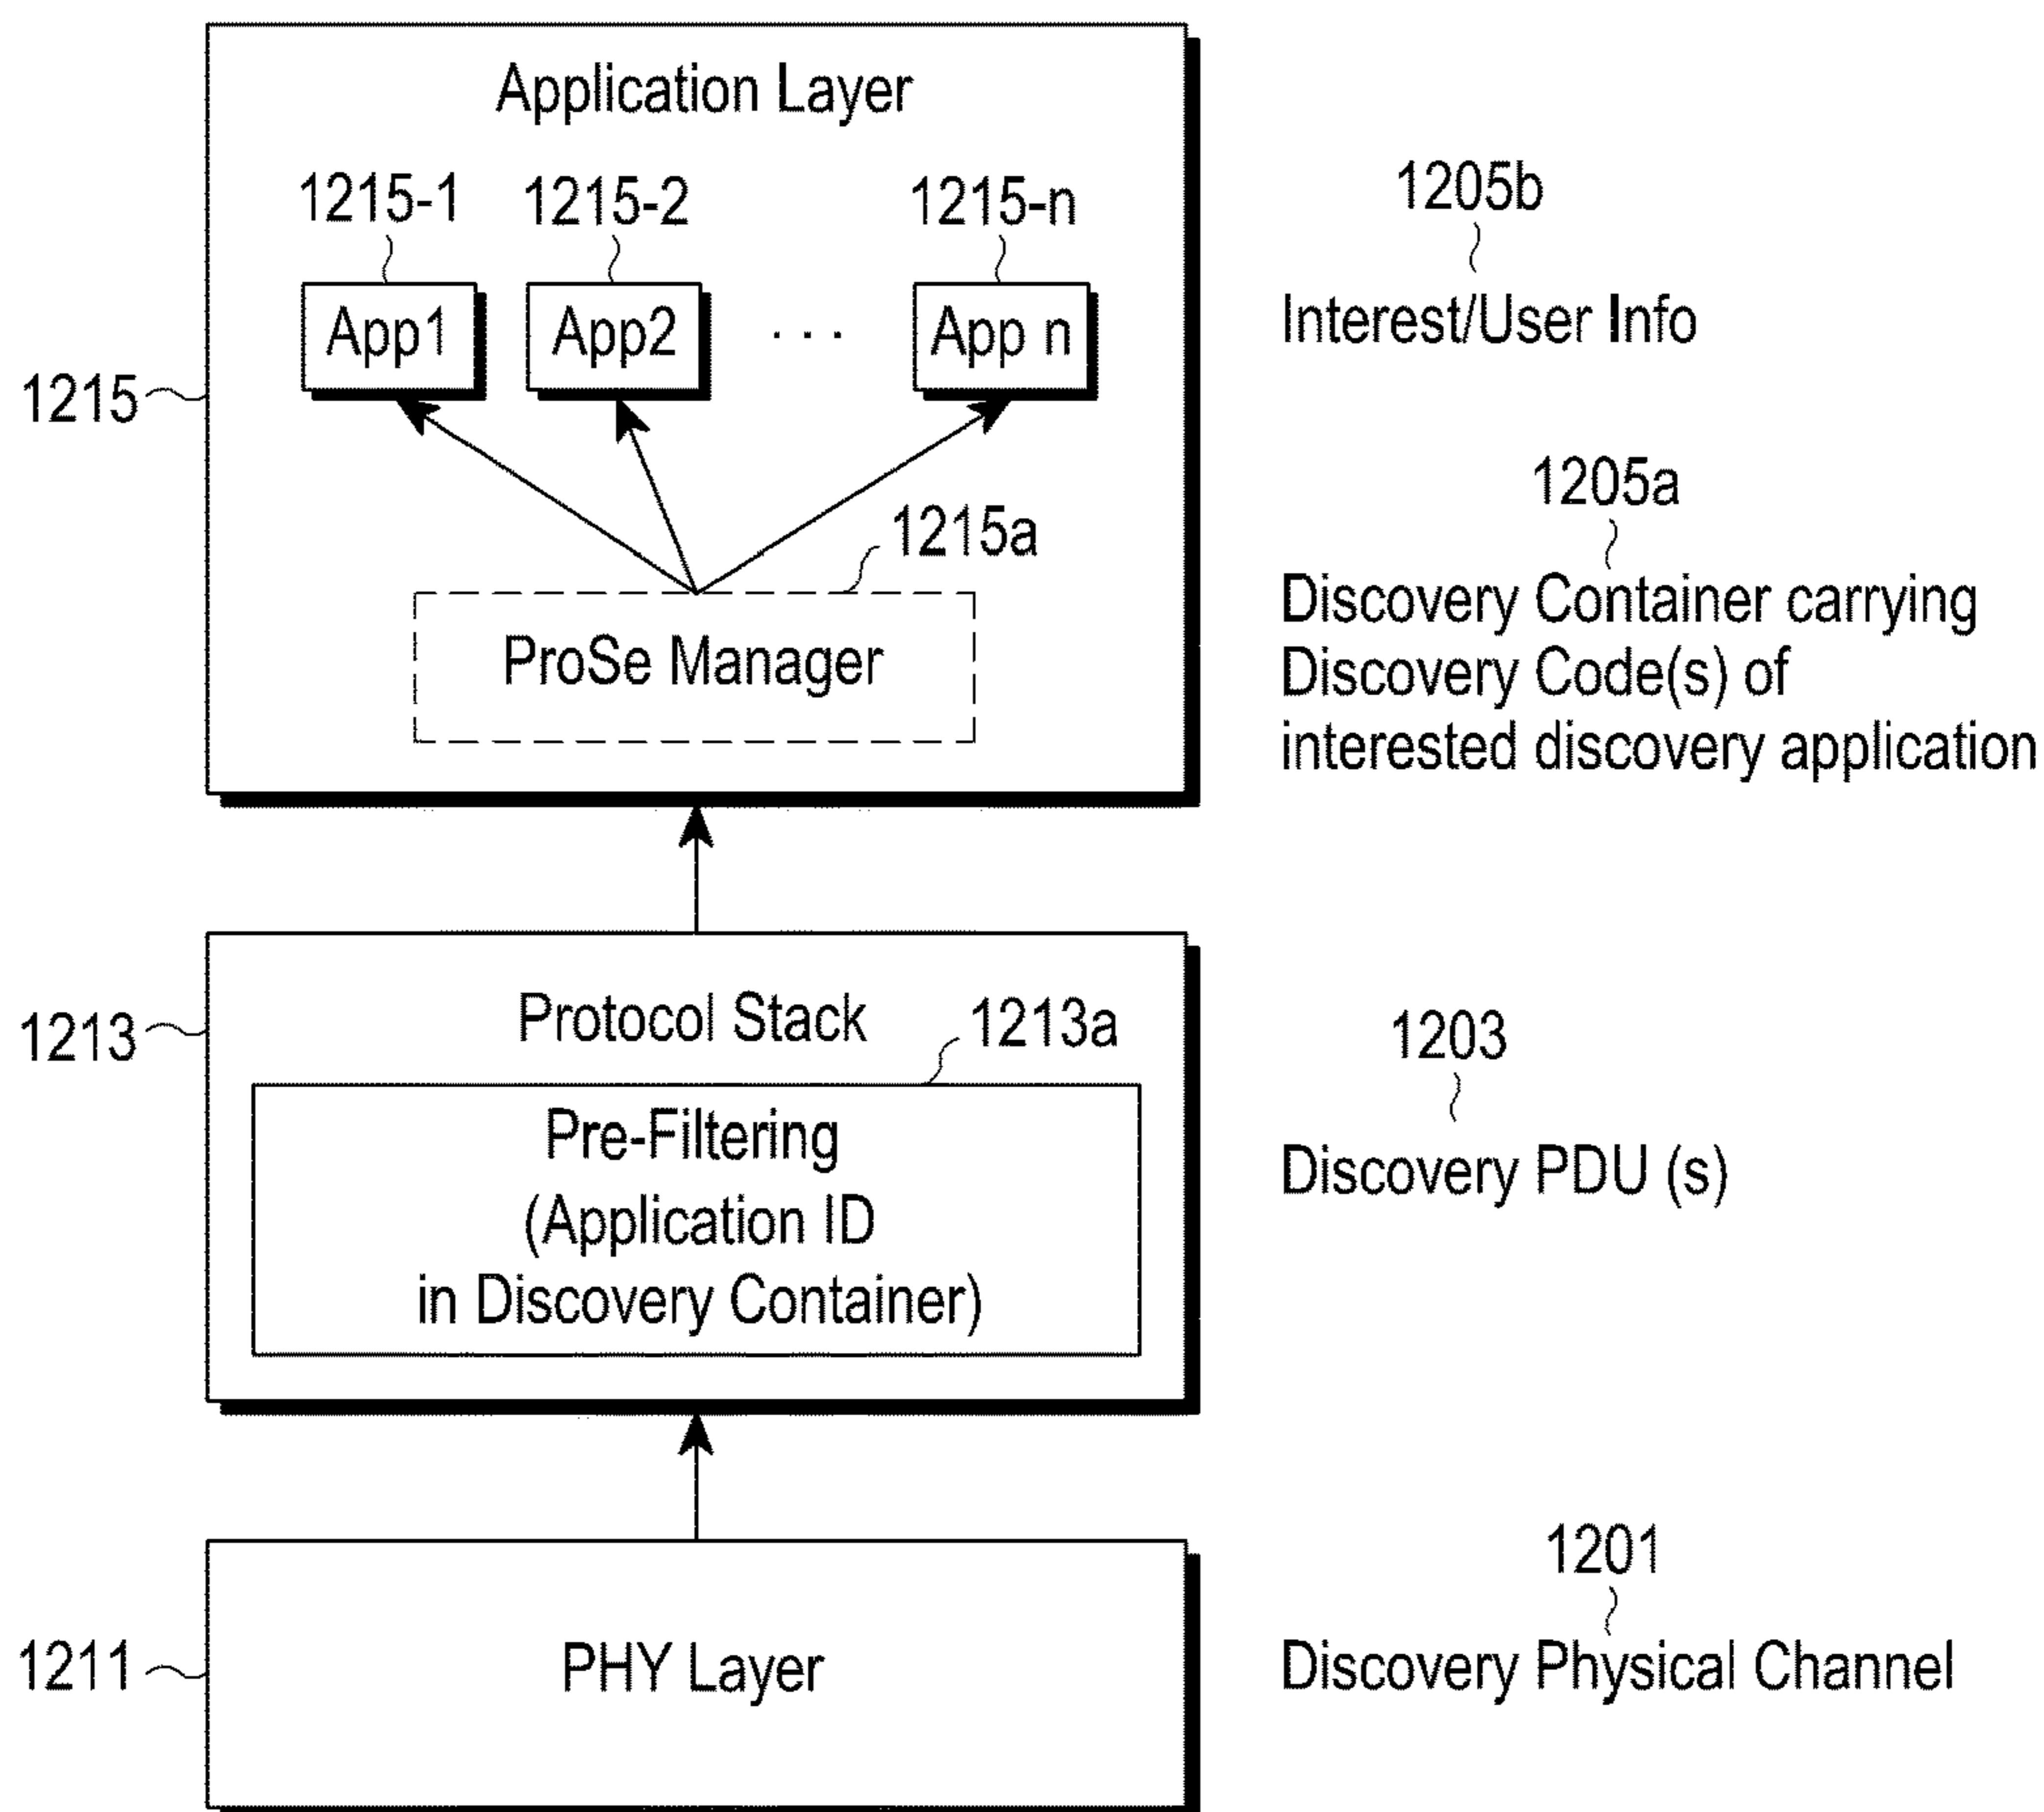 Application Layer
1215-1
1215-2
1215-n
App1
App2
. . .
App n
1215
1215a
ProSe Manager
1205b
Interest/User Info
1205a
Discovery Container carrying
Discovery Code(s) of
interested discovery application
1213
Protocol Stack
1213a
Pre-Filtering
(Application ID
in Discovery Container)
1203
Discovery PDU (s)
1211
PHY Layer
1201
Discovery Physical Channel